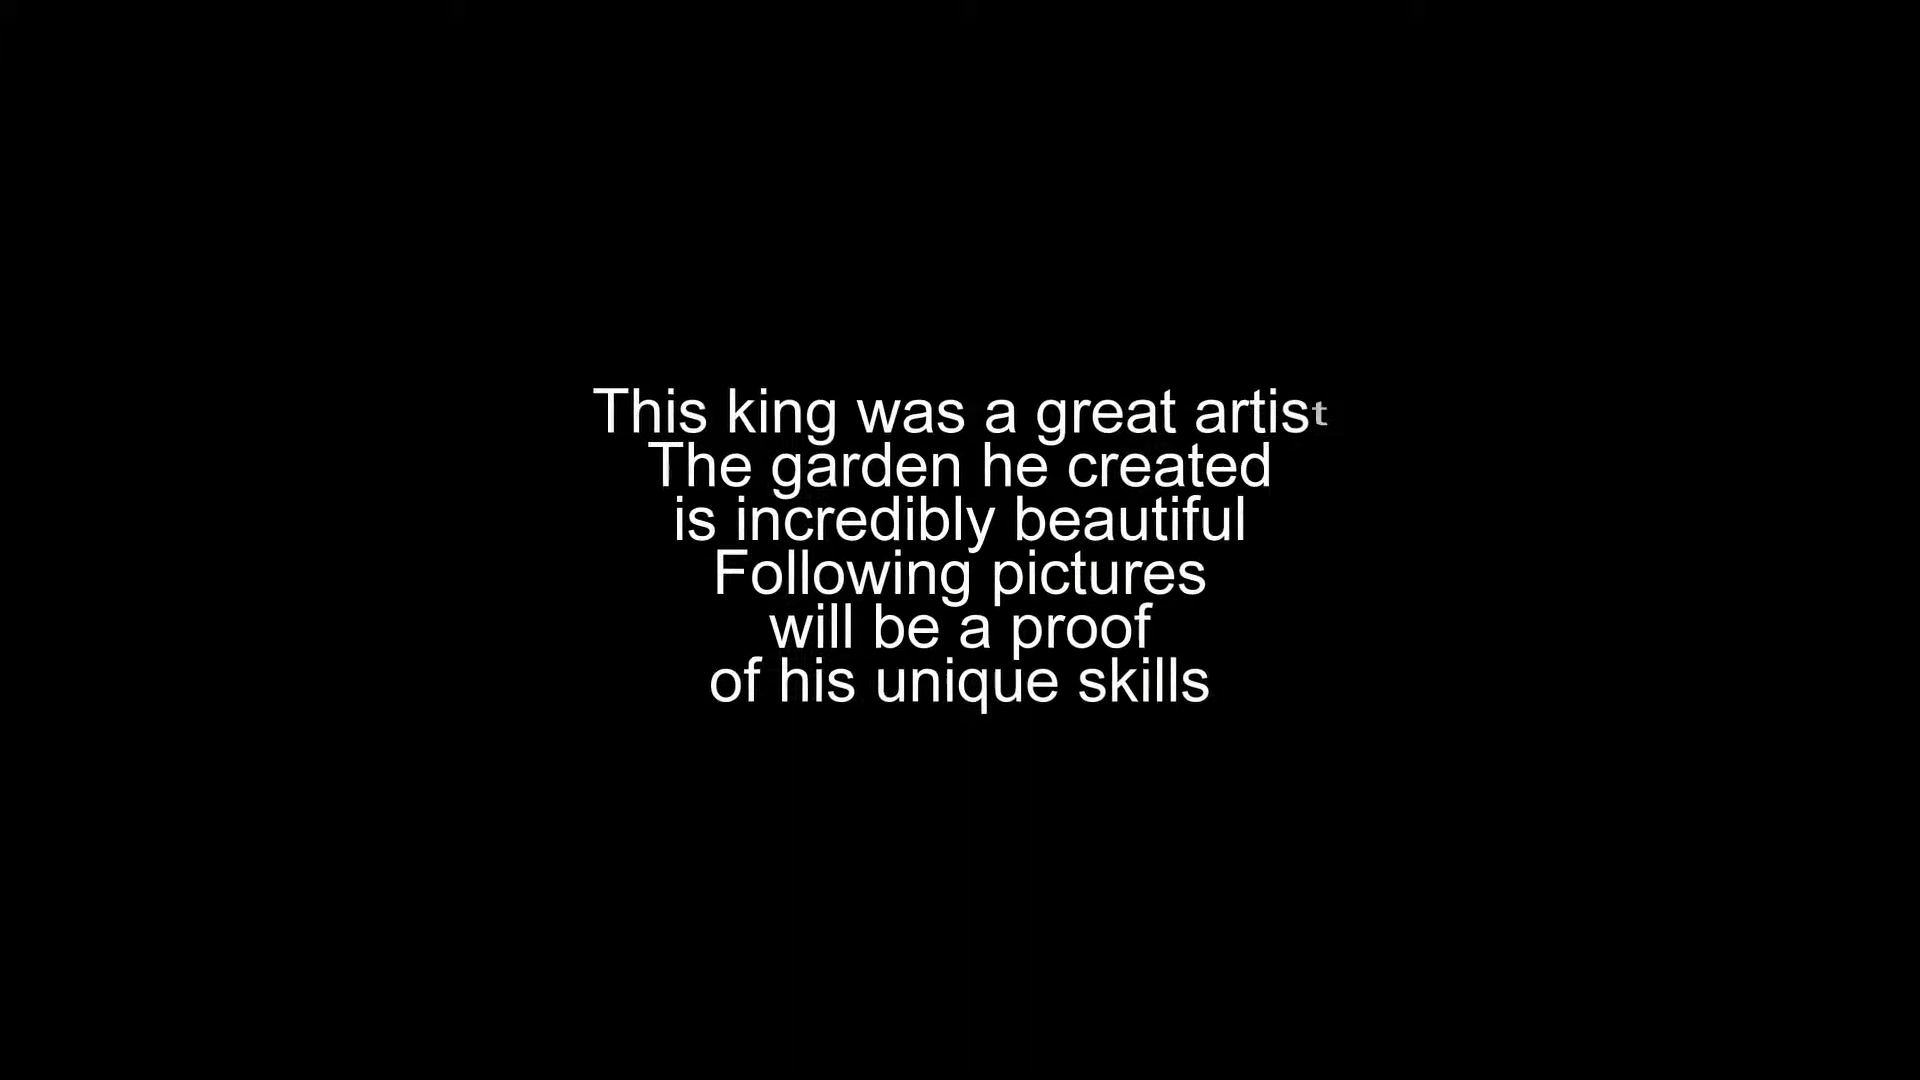 This king was a great artist
The garden he created
is incredibly beautiful
Following pictures
will be a proof
of his unique skills